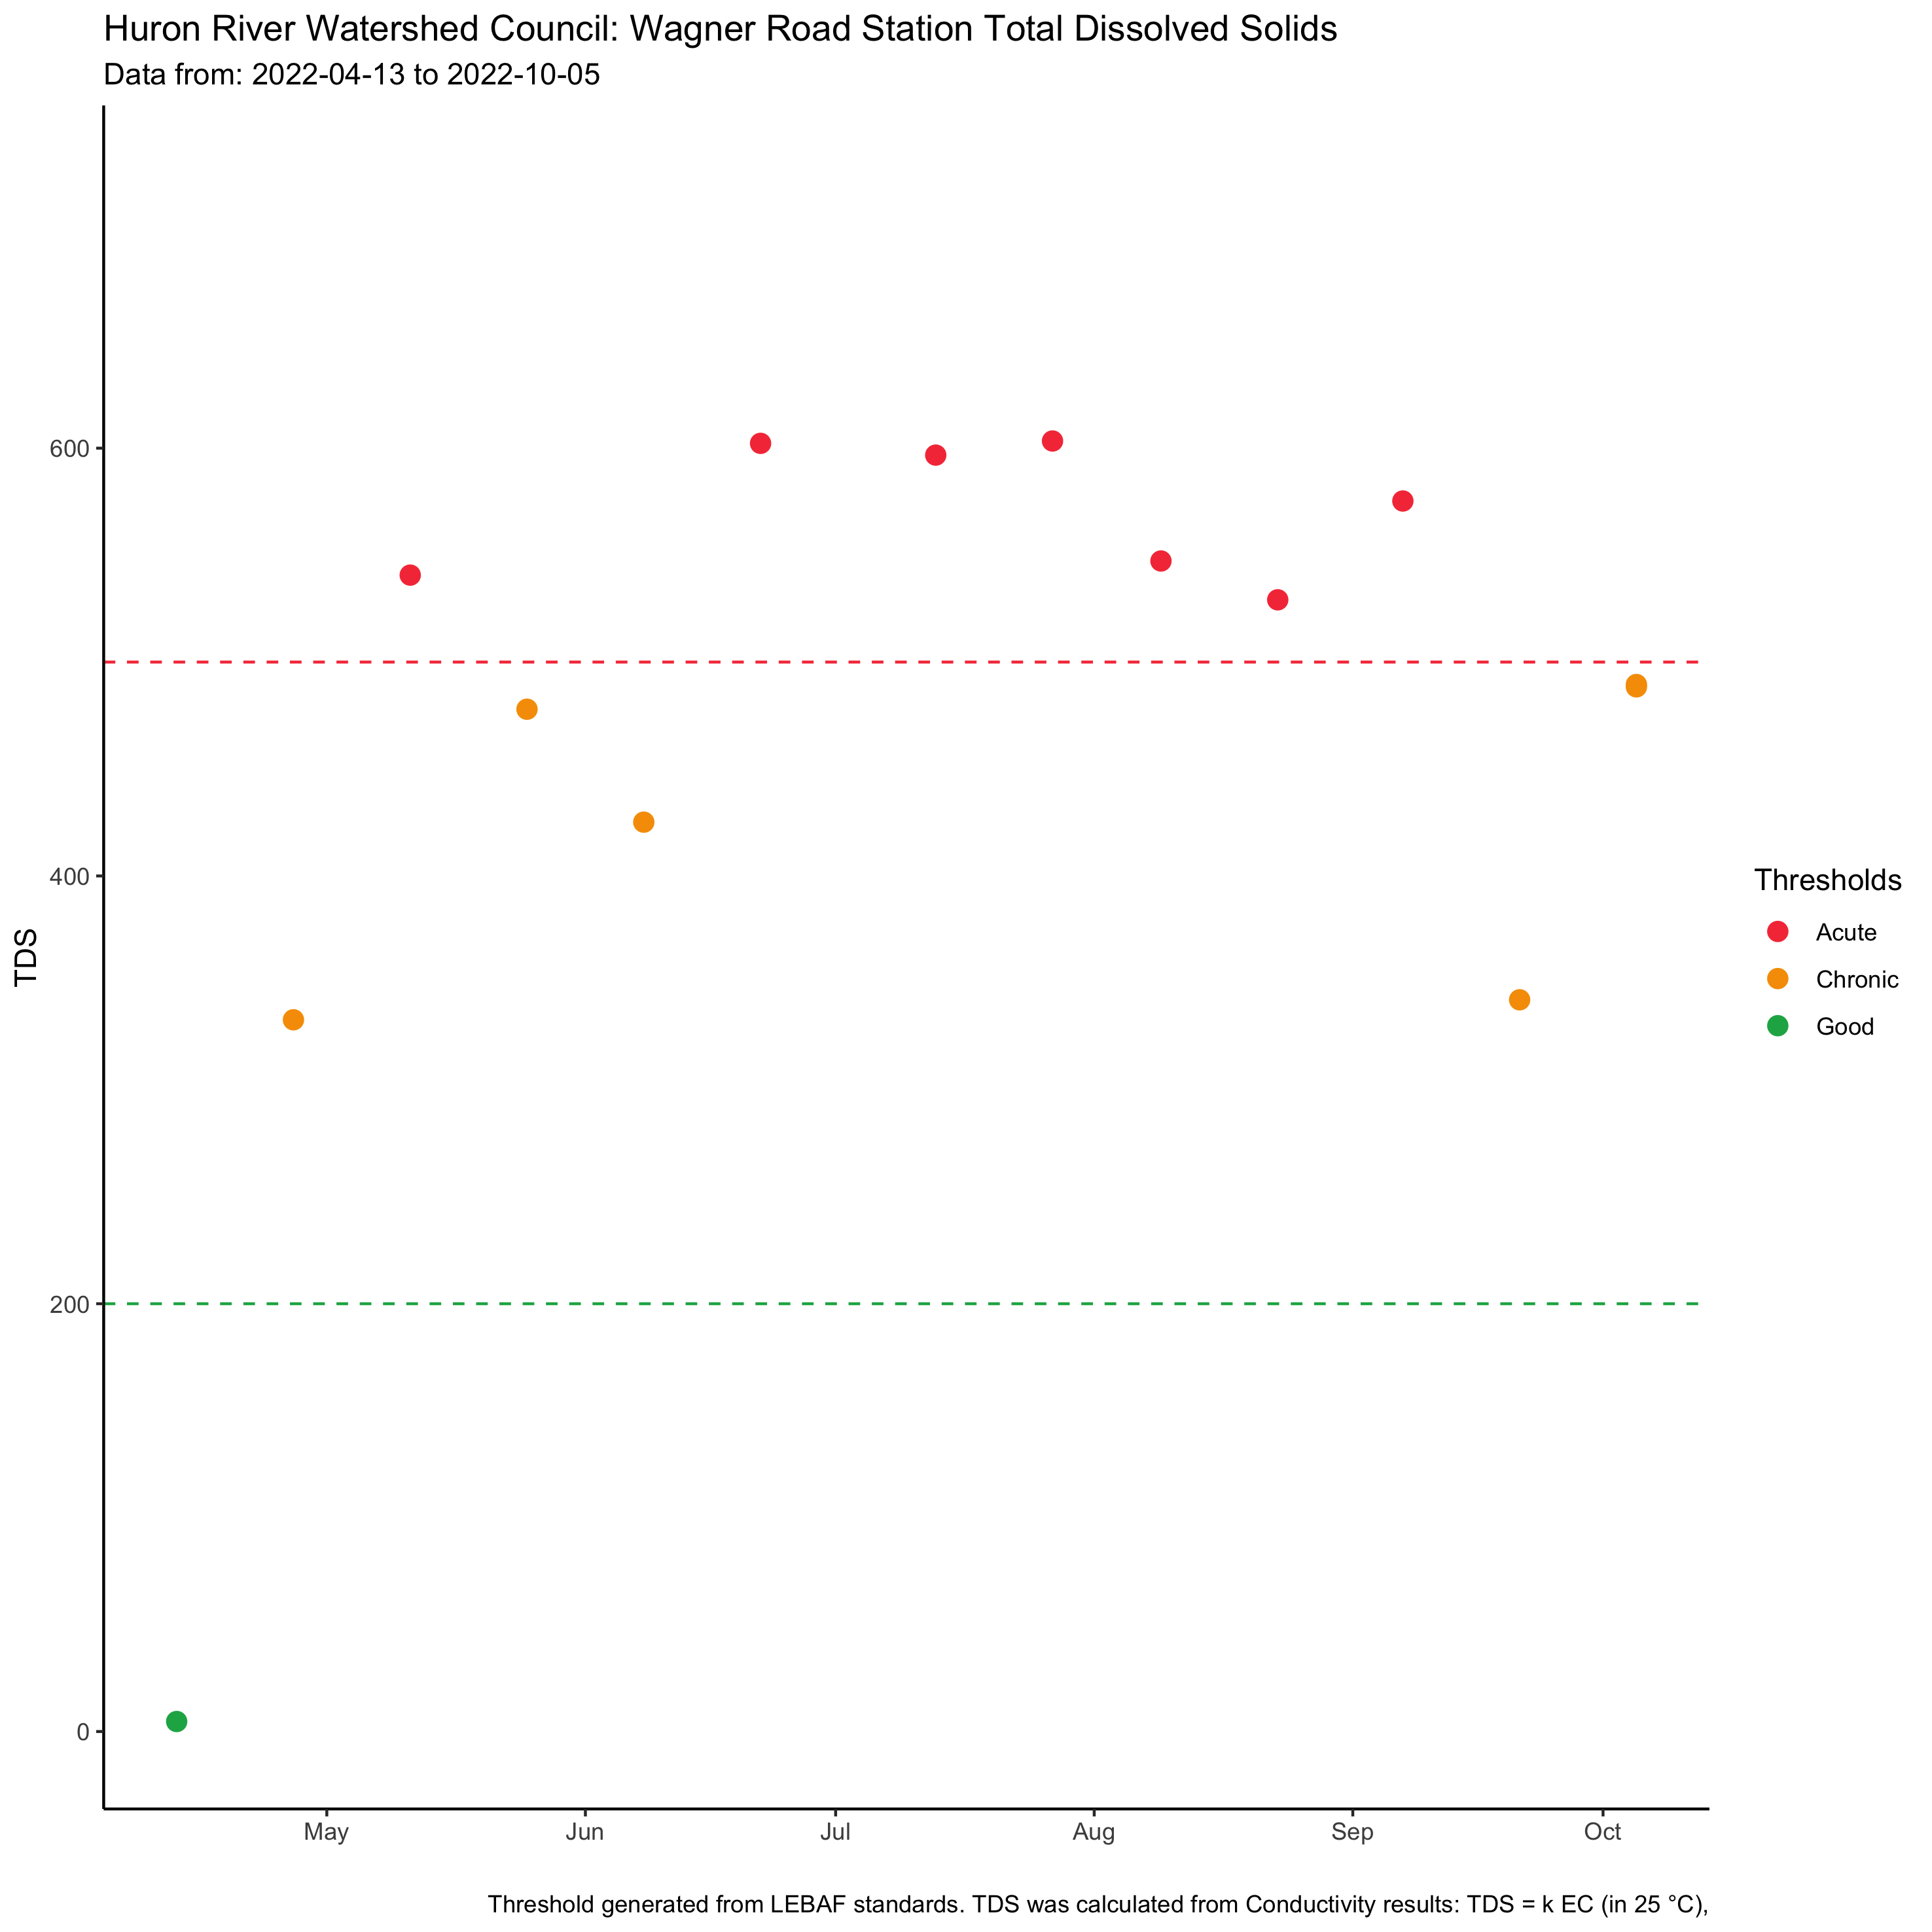 Huron River Watershed Council: Wagner Road Station Total Dissolved Solids
Data from: 2022-04-13 to 2022-10-05
600
400
200
0
TDS
May Jun Jul Aug Sep Oct
Thresholds
Acute
Chronic
Good
Threshold generated from LEBAF standards. TDS was calculated from Conductivity results: TDS = k EC (in 25 °C),